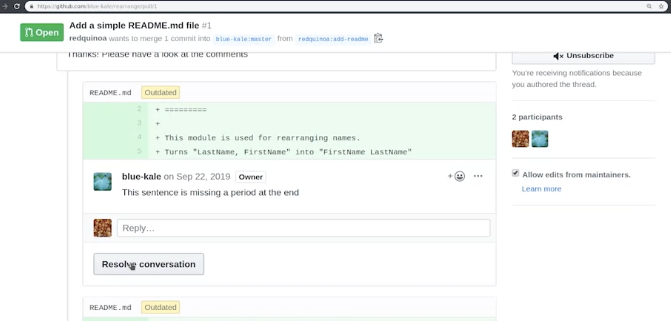 https://github.com/blue-kale/rearrange/pull/1
Open
Add a simple README.md file #1
redquinoa wants to merge 1 commit into blue-kale:master from redquinoa:add-readme
Thanks! Please have a look at the comments
Unsubscribe
You're receiving notifications because
you authored the thread.
2 participants
Allow edits from maintainers.
Learn more
README.md Outdated
2 + =========
3 +
4 + This module is used for rearranging names.
5 + Turns "LastName, FirstName" into "FirstName LastName"
blue-kale on Sep 22, 2019 Owner
This sentence is missing a period at the end
Reply...
Resolve conversation
README.md Outdated